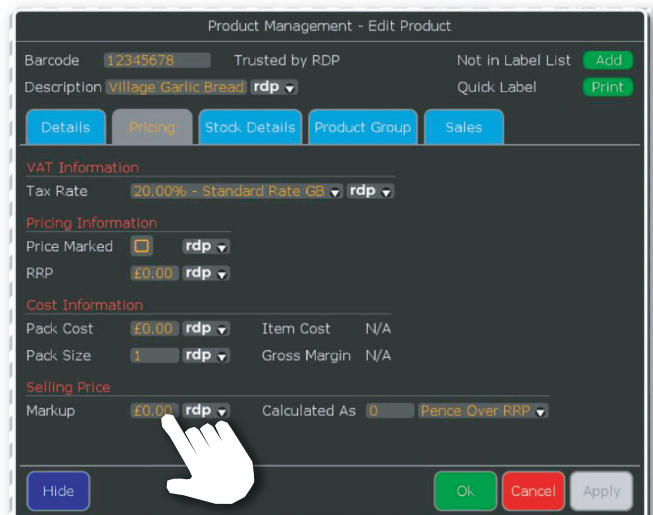 Product Management - Edit Product
Barcode 12345678 Trusted by RDP Not in Label List Add
Description Village Garlic Bread rdp Quick Label Print
Details Pricing Stock Details Product Group Sales
VAT Information
Tax Rate 20.00% - Standard Rate GB rdp
Pricing Information
Price Marked rdp
RRP £0.00 rdp
Cost Information
Pack Cost £0.00 rdp Item Cost N/A
Pack Size 1 rdp Gross Margin N/A
Selling Price
Markup £0.00 rdp Calculated As 0 Pence Over RRP
Hide Ok Cancel Apply